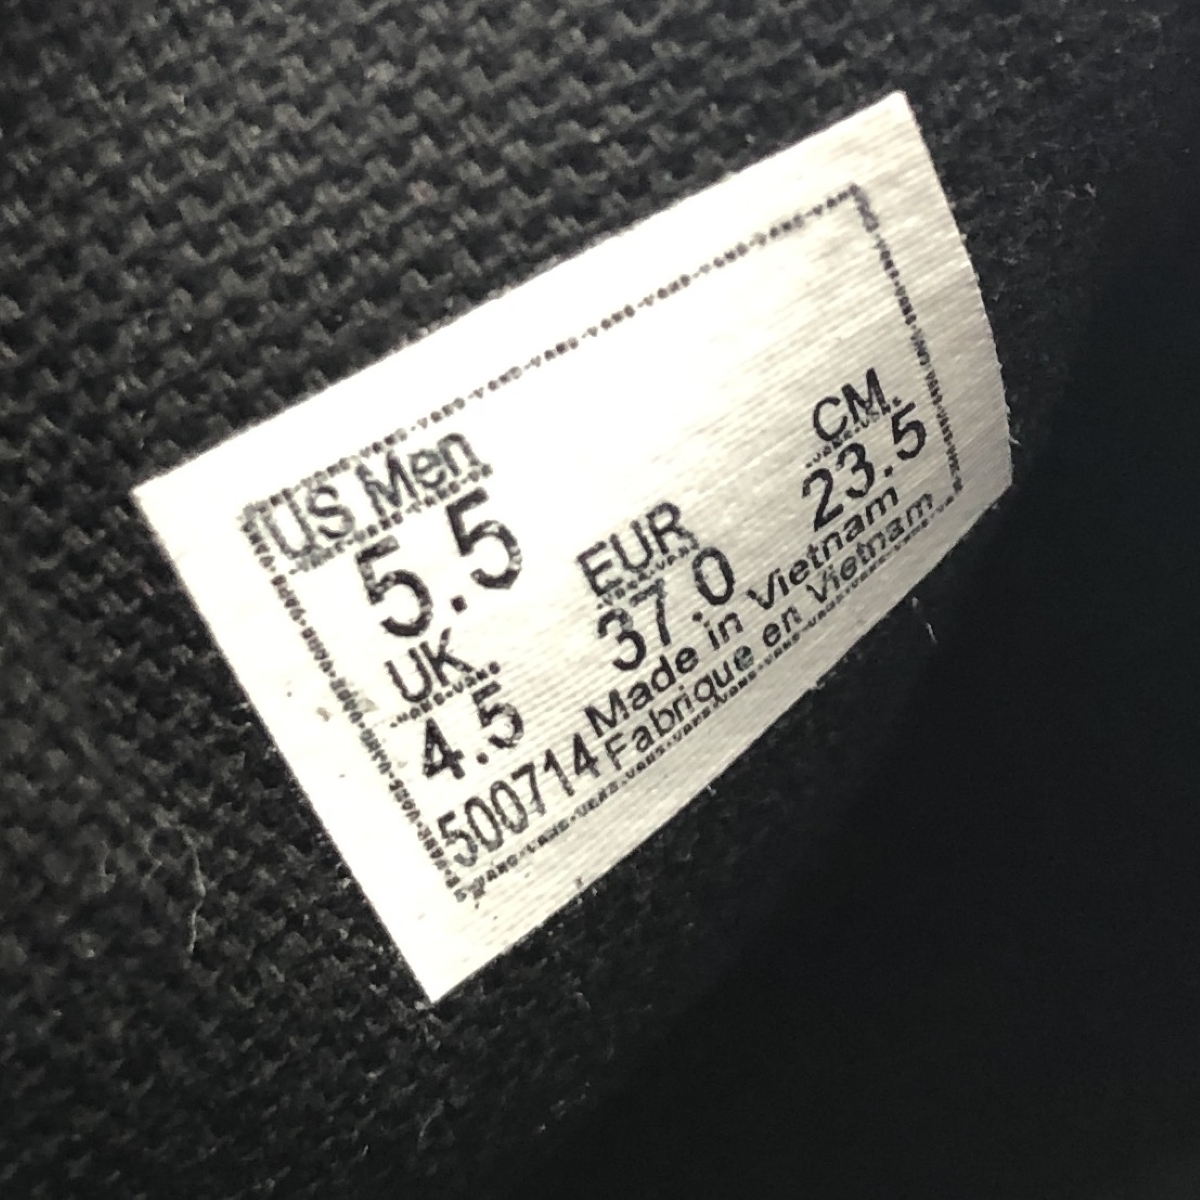 US Men
5.5
UK
4.5
EUR
37.0
CM
23.5
500714
Made in Vietnam
Fabrique en Vietnam